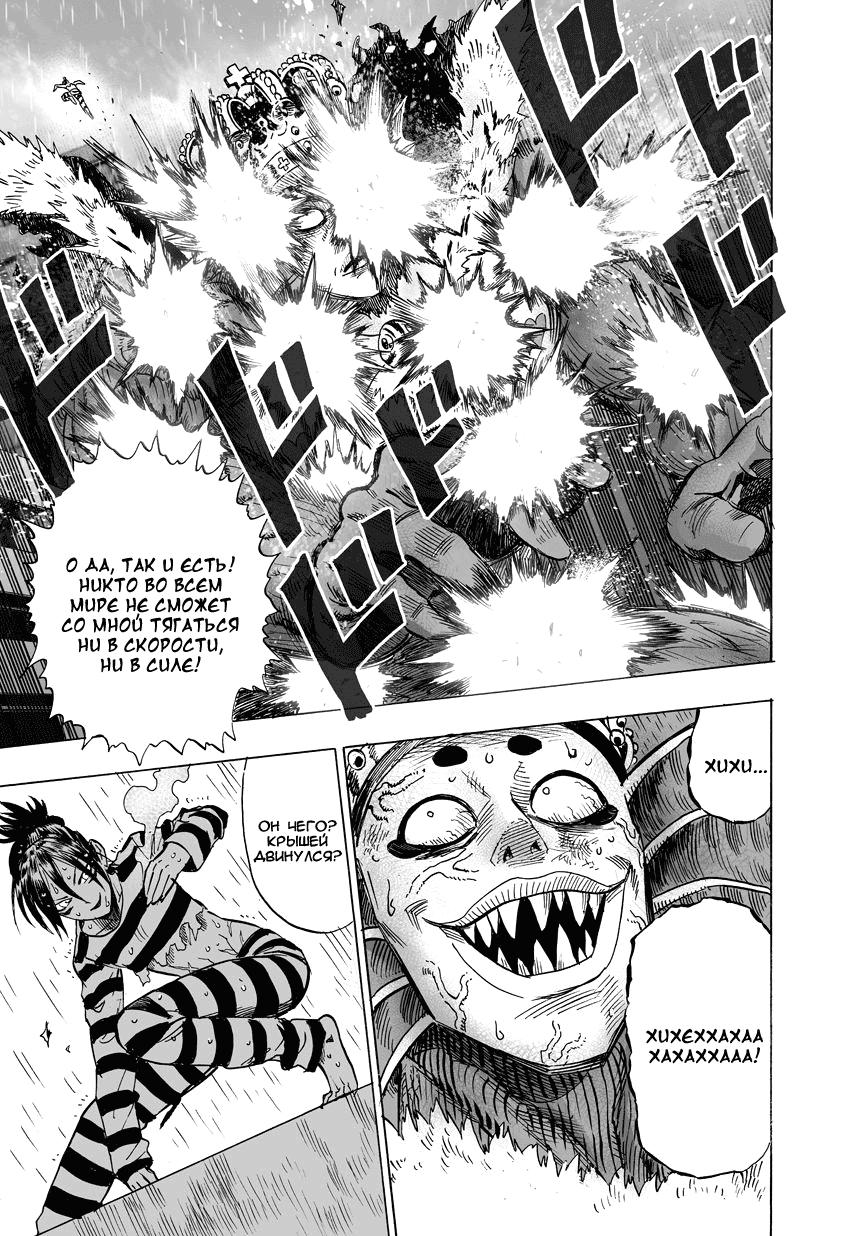 ドドド
ドドドド
О ДА, ТАК И ЕСТЬ!
НИКТО ВО ВСЕМ
МИРЕ НЕ СМОЖЕТ
СО МНОЙ ТЯГАТЬСЯ
НИ В СКОРОСТИ,
НИ В СИЛЕ!
ХИХИ...
ХИХЕХХАХАА
ХАХАХХААА!
ОН ЧЕГО?
КРЫШЕЙ
ДВИНУЛСЯ?